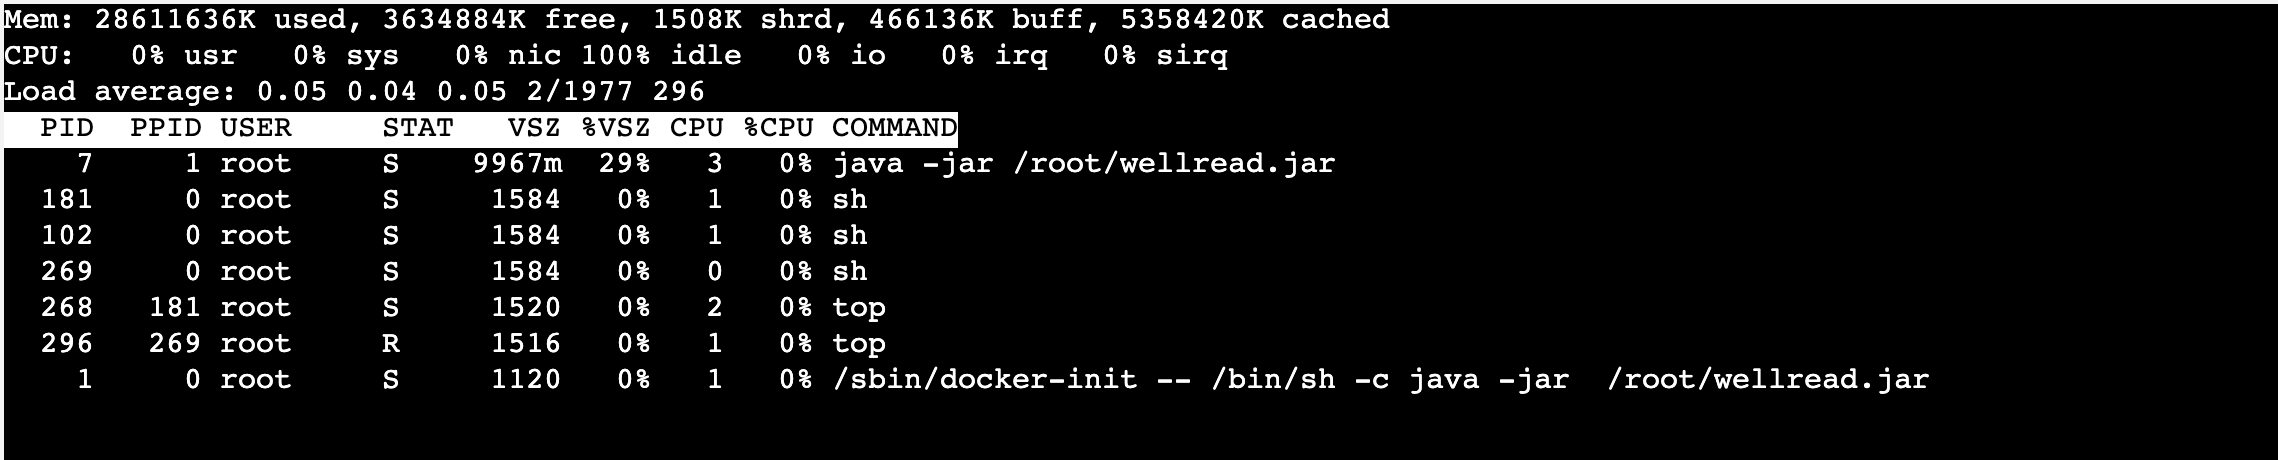 Mem: 28611636K used, 3634884K free, 1508K shrd, 466136K buff, 5358420K cached
CPU:   0% usr   0% sys   0% nic 100% idle   0% io   0% irq   0% sirq
Load average: 0.05 0.04 0.05 2/1977 296
  PID  PPID USER     STAT   VSZ %VSZ CPU %CPU COMMAND
    7     1 root     S    9967m  29%   3   0% java -jar /root/wellread.jar
  181     0 root     S     1584   0%   1   0% sh
  102     0 root     S     1584   0%   1   0% sh
  269     0 root     S     1584   0%   0   0% sh
  268   181 root     S     1520   0%   2   0% top
  296   269 root     R     1516   0%   1   0% top
    1     0 root     S     1120   0%   1   0% /sbin/docker-init -- /bin/sh -c java -jar  /root/wellread.jar